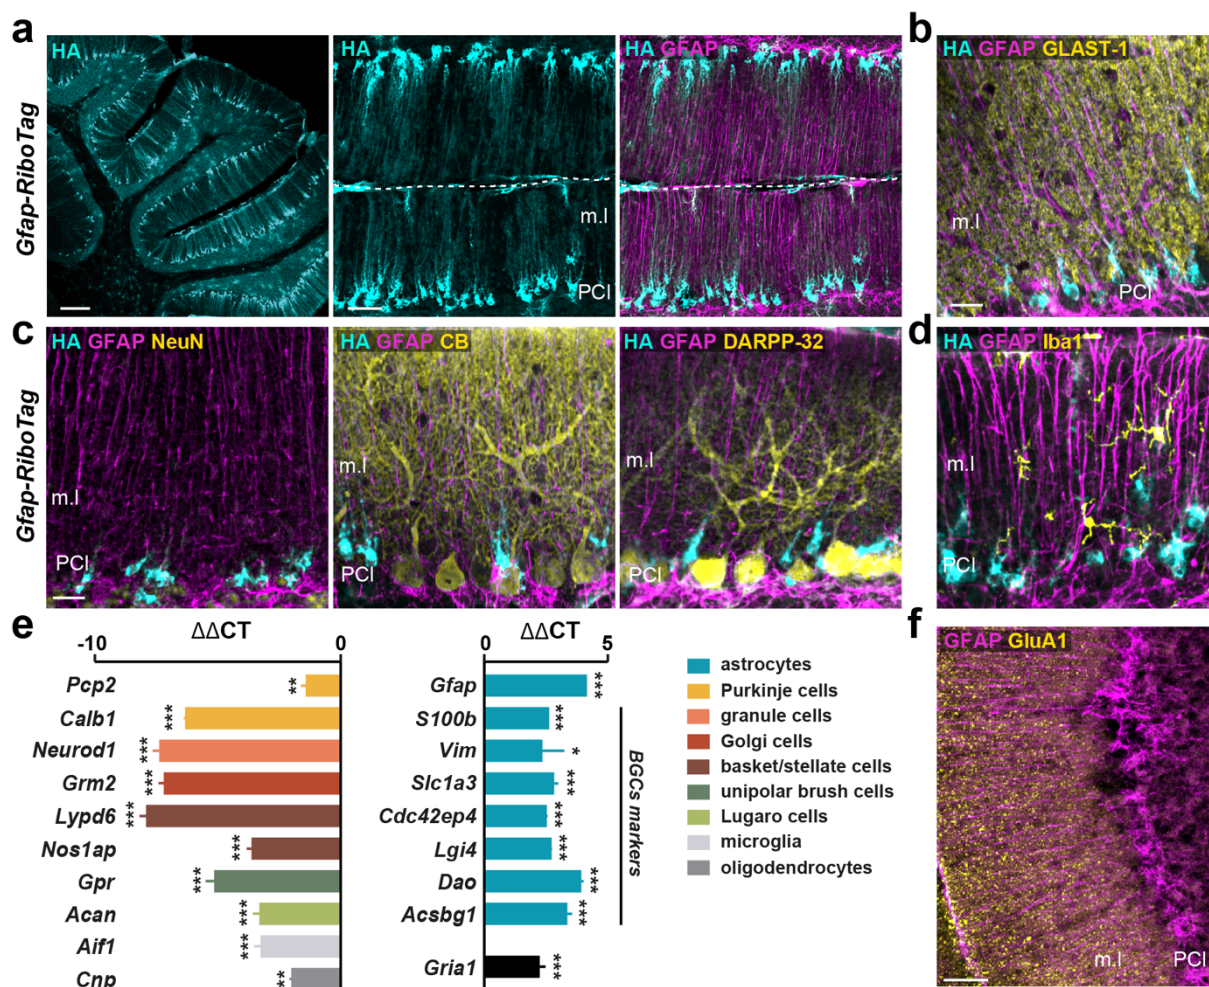 a
b
Gfap-RiboTag
HA
HA
PCl
m.l
HA GFAP
HA GFAP GLAST-1
m.l
PCl
c
d
Gfap-RiboTag
HA GFAP NeuN
m.l
PCl
HA GFAP CB
m.l
PCl
HA GFAP DARPP-32
m.l
PCl
HA GFAP Iba1
m.l
PCl
e
f
ΔΔCT
-10 0
Pcp2 **
Calb1 ***
Neurod1 ***
Grm2 ***
Lypd6 ***
Nos1ap ***
Gpr ***
Acan ***
Aif1 ***
Cnp **
ΔΔCT
0 5
Gfap ***
S100b ***
Vim *
Slc1a3 ***
Cdc42ep4 ***
Lgi4 ***
Dao ***
Acsbg1 ***
Gria1 ***
BGCs markers
astrocytes
Purkinje cells
granule cells
Golgi cells
basket/stellate cells
unipolar brush cells
Lugaro cells
microglia
oligodendrocytes
GFAP GluA1
m.l
PCl